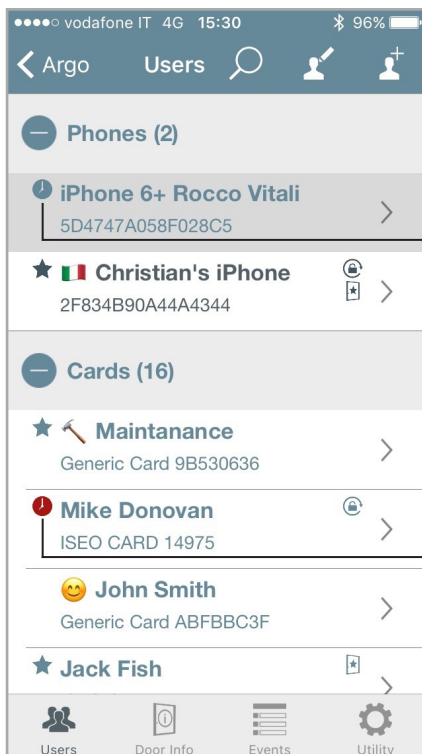 vodafone IT 4G 15:30 96%
Argo Users
Phones (2)
iPhone 6+ Rocco Vitali
5D4747A058F028C5
Christian's iPhone
2F834B90A44A4344
Cards (16)
Maintanance
Generic Card 9B530636
Mike Donovan
ISEO CARD 14975
John Smith
Generic Card ABFBBC3F
Jack Fish
Users Door Info Events Utility